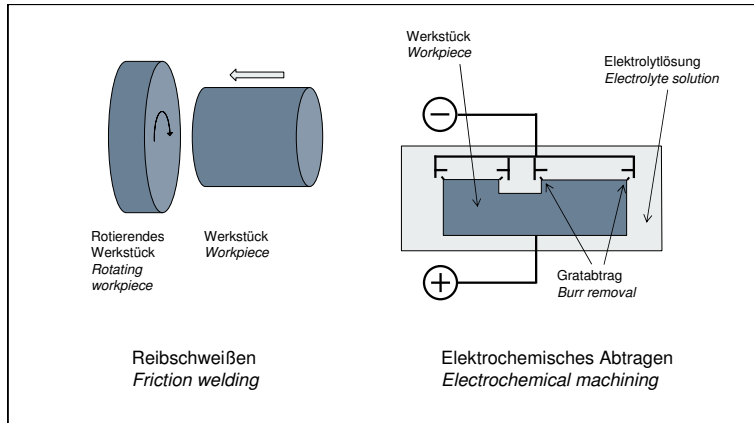 Rotierendes
Werkstück
Rotating
workpiece
Werkstück
Workpiece
Reibschweißen
Friction welding
Werkstück
Workpiece
Elektrolytlösung
Electrolyte solution
Gratabtrag
Burr removal
Elektrochemisches Abtragen
Electrochemical machining